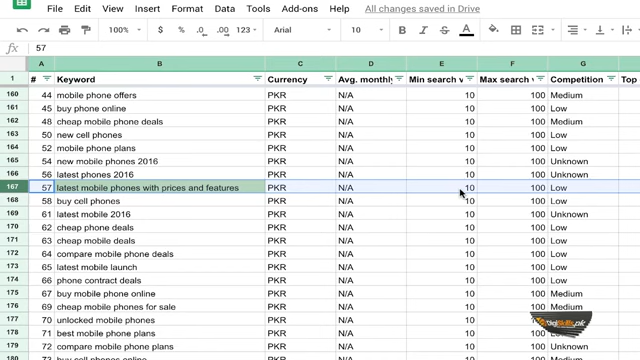 File Edit View Insert Format Data Tools Add-ons Help All changes saved in Drive
100% $ % .0 .00 123 Arial 10 B I S A
fx 57
A B C D E F G
1 # Keyword Currency Avg. monthly Min search v Max search v Competition Top
160 44 mobile phone offers PKR N/A 10 100 Medium
161 45 buy phone online PKR N/A 10 100 Low
162 48 cheap mobile phone deals PKR N/A 10 100 Medium
163 50 new cell phones PKR N/A 10 100 Low
164 52 mobile phone plans PKR N/A 10 100 Low
165 54 new mobile phones 2016 PKR N/A 10 100 Unknown
166 56 latest phones 2016 PKR N/A 10 100 Unknown
167 57 latest mobile phones with prices and features PKR N/A 10 100 Low
168 58 buy cell phones PKR N/A 10 100 Low
169 61 latest mobile 2016 PKR N/A 10 100 Unknown
170 62 cheap phone deals PKR N/A 10 100 Low
171 63 cheap mobile deals PKR N/A 10 100 Low
172 64 compare mobile phone deals PKR N/A 10 100 Low
173 65 latest mobile launch PKR N/A 10 100 Low
174 66 phone contract deals PKR N/A 10 100 Low
175 67 buy mobile phone online PKR N/A 10 100 Medium
176 69 cheap mobile phones for sale PKR N/A 10 100 Medium
177 70 unlocked mobile phones PKR N/A 10 100
178 71 best mobile phone plans PKR N/A 10 100 Low
179 72 compare mobile phone plans PKR N/A 10 100 Unknown
180 73 buy cell phones online PKR N/A 10 100 Medium